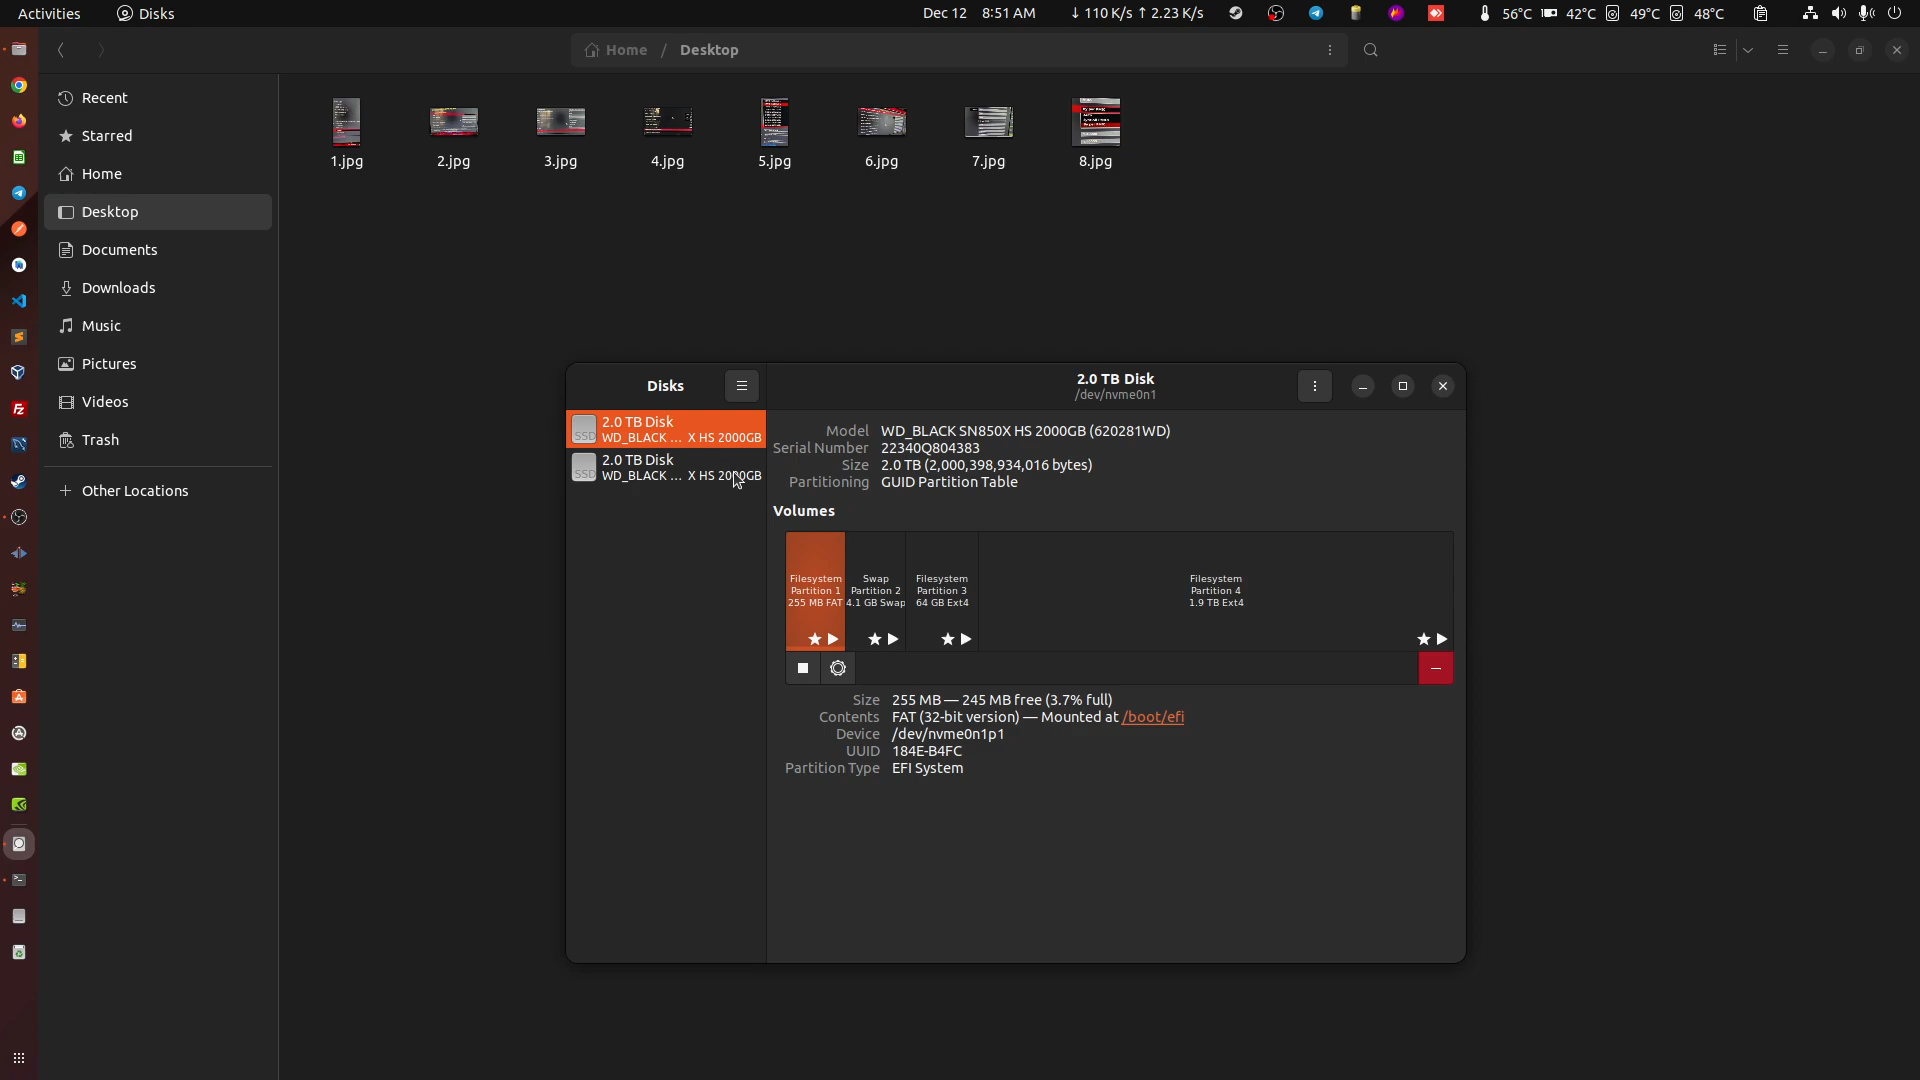 Activities
Disks
Dec 12 8:51 AM
↓ 110 K/s ↑ 2.23 K/s
56°C
42°C
49°C
48°C
Home / Desktop
Recent
Starred
Home
Desktop
Documents
Downloads
Music
Pictures
Videos
Trash
+ Other Locations
1.jpg
2.jpg
3.jpg
4.jpg
5.jpg
6.jpg
7.jpg
8.jpg
Disks
2.0 TB Disk
/dev/nvme0n1
SSD
2.0 TB Disk
WD_BLACK ... X HS 2000GB
SSD
2.0 TB Disk
WD_BLACK ... X HS 2000GB
Model WD_BLACK SN850X HS 2000GB (620281WD)
Serial Number 22340Q804383
Size 2.0 TB (2,000,398,934,016 bytes)
Partitioning GUID Partition Table
Volumes
Filesystem
Partition 1
255 MB FAT
Swap
Partition 2
4.1 GB Swap
Filesystem
Partition 3
64 GB Ext4
Filesystem
Partition 4
1.9 TB Ext4
Size 255 MB — 245 MB free (3.7% full)
Contents FAT (32-bit version) — Mounted at /boot/efi
Device /dev/nvme0n1p1
UUID 184E-B4FC
Partition Type EFI System